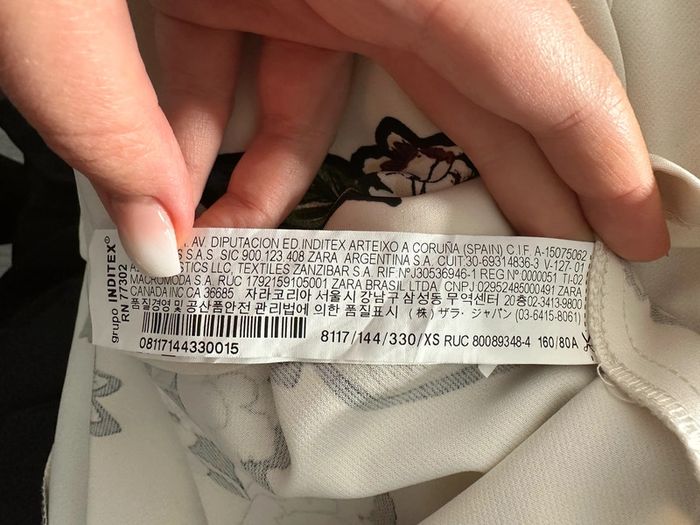 grupo INDITEX®
RN 77302
AV. DIPUTACION ED.INDITEX ARTEIXO A CORUÑA (SPAIN) C.I.F. A-15075062
S.A.S. SIC 900.123.408 ZARA ARGENTINA S.A. CUIT:30-69314836-3 V-127-01
LLC, TEXTILES ZANZIBAR S.A. RIF Nº J30536946-1 REG Nº 0000051 TI-02
MACROMODA S.A. RUC 1792159105001 ZARA BRASIL LTDA. CNPJ 02952485000491 ZARA
CANADA INC CA 36685 자라코리아 서울시 강남구 삼성동 무역센터 20층 02-3413-9800
품질경영 및 공산품안전 관리법에 의한 품질표시 (株) ザラ・ジャパン (03-6415-8061)
08117144330015
8117/144/330/XS RUC 80089348-4 160/80A